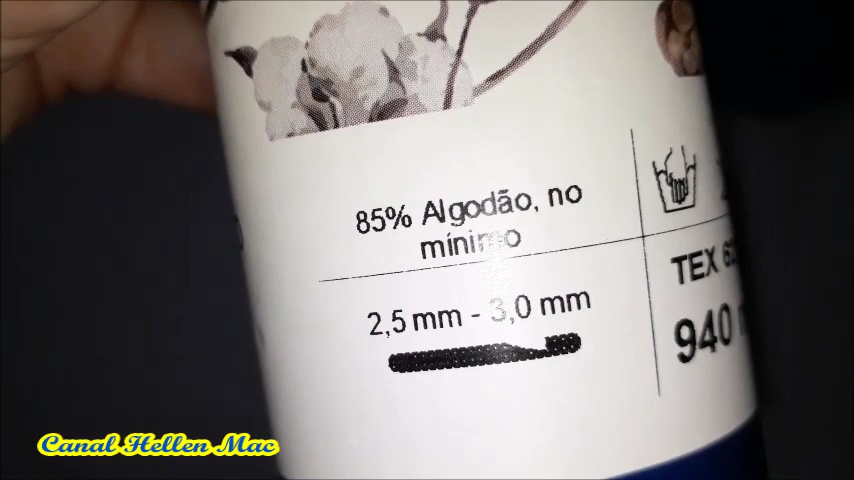 85% Algodão, no
mínimo
2,5 mm - 3,0 mm
TEX
940
Canal Hellen Mac